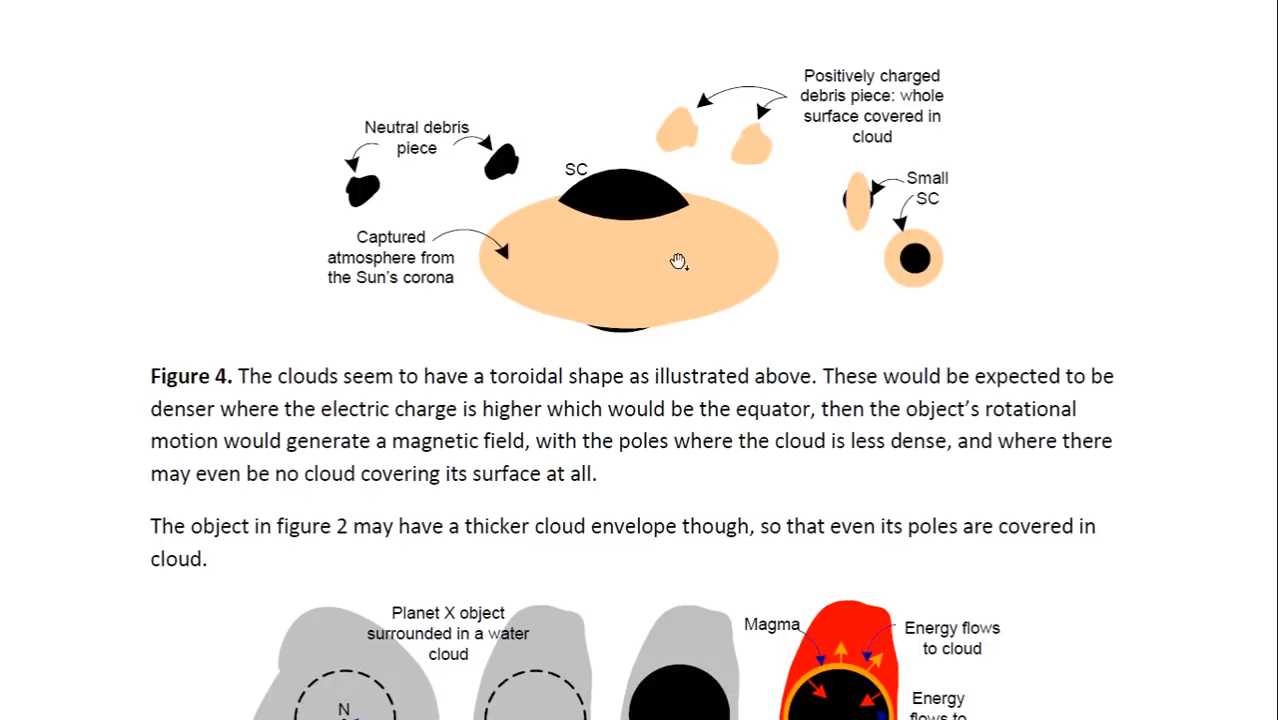 Positively charged
debris piece: whole
surface covered in
cloud
Neutral debris
piece
SC
Small
SC
Captured
atmosphere from
the Sun's corona
Figure 4. The clouds seem to have a toroidal shape as illustrated above. These would be expected to be
denser where the electric charge is higher which would be the equator, then the object's rotational
motion would generate a magnetic field, with the poles where the cloud is less dense, and where there
may even be no cloud covering its surface at all.
The object in figure 2 may have a thicker cloud envelope though, so that even its poles are covered in
cloud.
Planet X object
surrounded in a water
cloud
Magma
Energy flows
to cloud
Energy
flows to
N